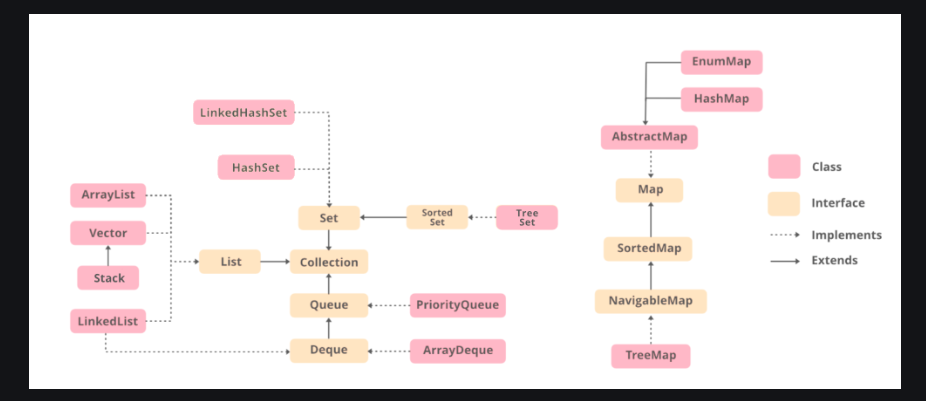 EnumMap
HashMap
LinkedHashSet
AbstractMap
HashSet
Class
ArrayList
Map
Interface
Set
Sorted
Set
Tree
Set
Vector
Implements
SortedMap
List
Collection
Extends
Stack
NavigableMap
Queue
PriorityQueue
LinkedList
Deque
ArrayDeque
TreeMap